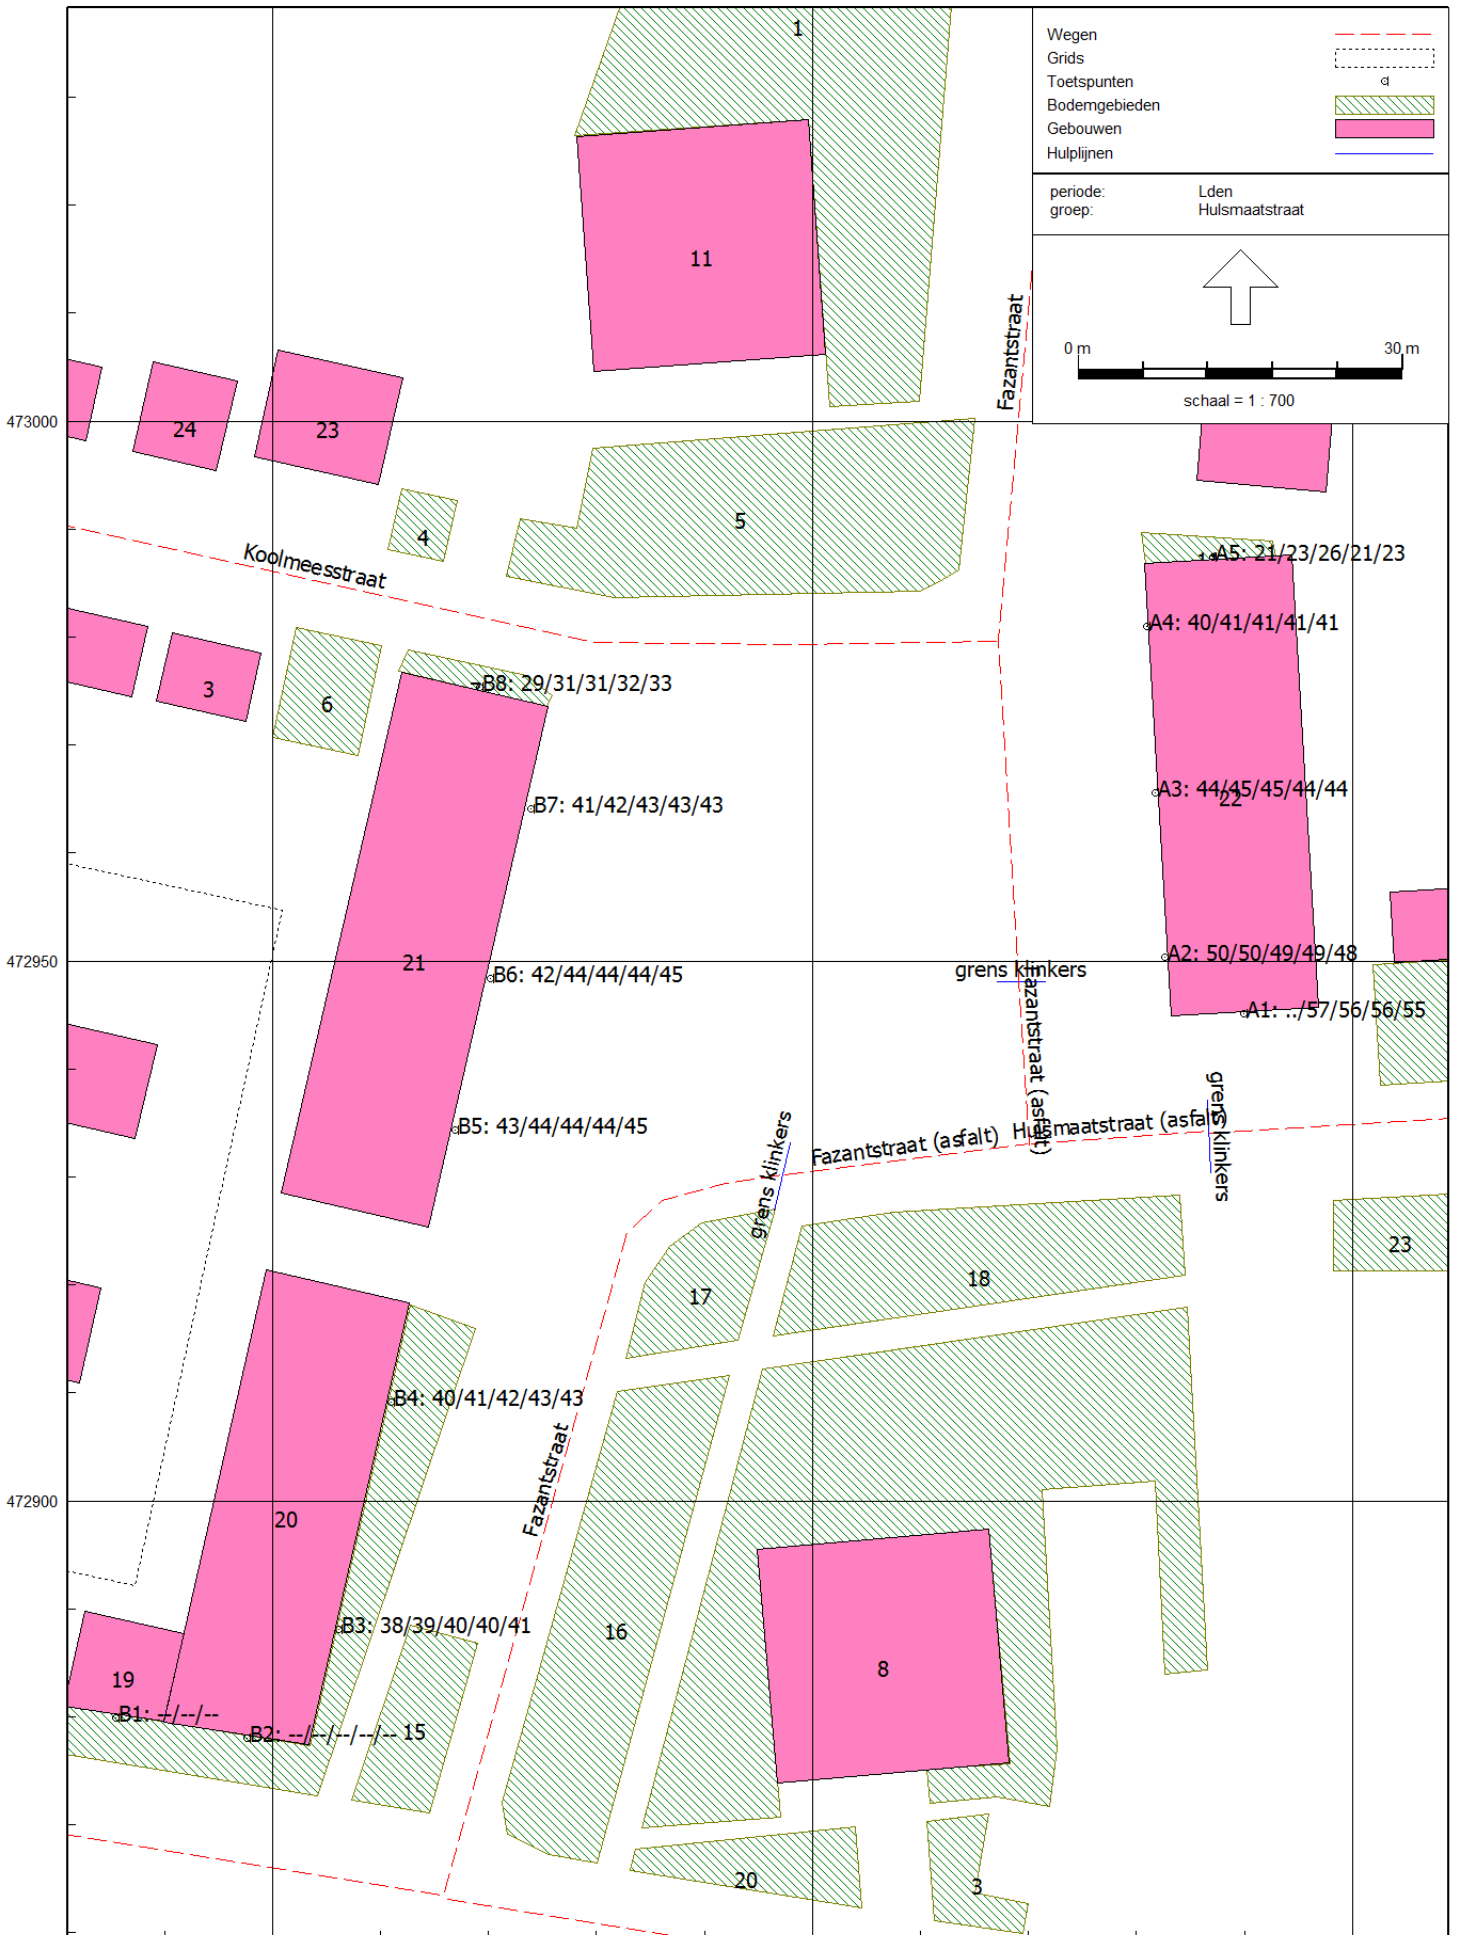 1
Wegen
Grids
Toetspunten
Bodemgebieden
Gebouwen
Hulplijnen
periode: Lden
groep: Hulsmaatstraat
0 m 30 m
schaal = 1 : 700
11
Fazantstraat
473000
24
23
5
4
Koolmeesstraat
A5: 21/23/26/21/23
A4: 40/41/41/41/41
3
6
B8: 29/31/31/32/33
B7: 41/42/43/43/43
A3: 44/45/45/44/44
22
472950
21
B6: 42/44/44/44/45
grens klinkers
A2: 50/50/49/49/48
A1: ../57/56/56/55
Fazantstraat (asfalt)
B5: 43/44/44/44/45
grens klinkers
Fazantstraat (asfalt)
Hulsmaatstraat (asfalt)
grens klinkers
23
17
18
B4: 40/41/42/43/43
Fazantstraat
472900
20
B3: 38/39/40/40/41
16
8
19
B1: --/--/--
B2: --/--/--/--/--
15
20
3